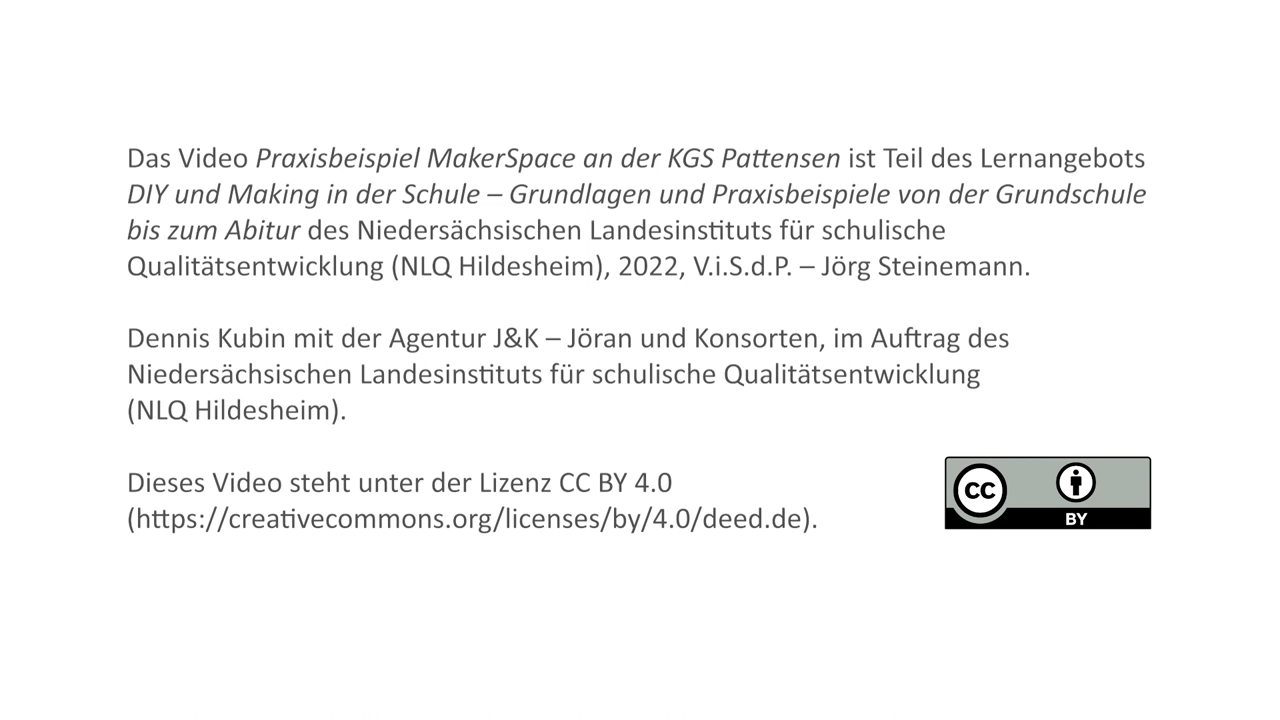 Das Video Praxisbeispiel MakerSpace an der KGS Pattensen ist Teil des Lernangebots
DIY und Making in der Schule – Grundlagen und Praxisbeispiele von der Grundschule
bis zum Abitur des Niedersächsischen Landesinstituts für schulische
Qualitätsentwicklung (NLQ Hildesheim), 2022, V.i.S.d.P. – Jörg Steinemann.
Dennis Kubin mit der Agentur J&K – Jöran und Konsorten, im Auftrag des
Niedersächsischen Landesinstituts für schulische Qualitätsentwicklung
(NLQ Hildesheim).
Dieses Video steht unter der Lizenz CC BY 4.0
(https://creativecommons.org/licenses/by/4.0/deed.de).
CC
BY